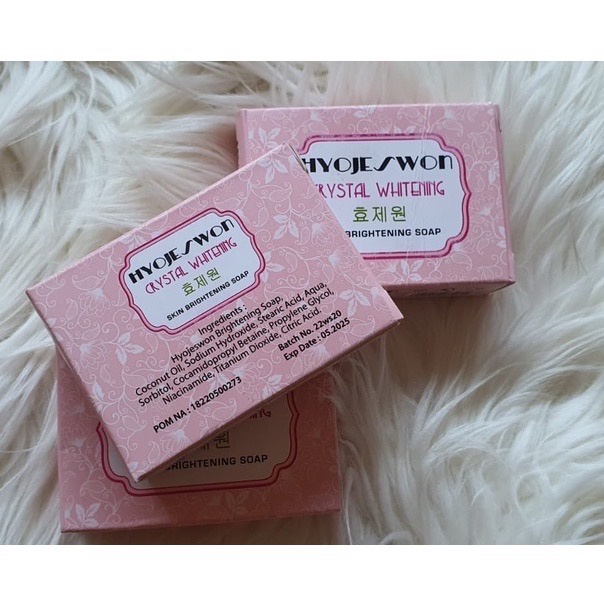 HYOJESWON
CRYSTAL WHITENING
효제원
SKIN BRIGHTENING SOAP
Ingredients :
Hyojeswon Brightening Soap,
Coconut Oil, Sodium Hydroxide, Stearic Acid, Aqua,
Sorbitol, Cocamidopropyl Betaine, Propylene Glycol,
Niacinamide, Titanium Dioxide, Citric Acid.
Batch No. 22ws20
Exp Date : 05.2025
POM NA : 18220500273
HYOJESWON
CRYSTAL WHITENING
효제원
BRIGHTENING SOAP
원
BRIGHTENING SOAP